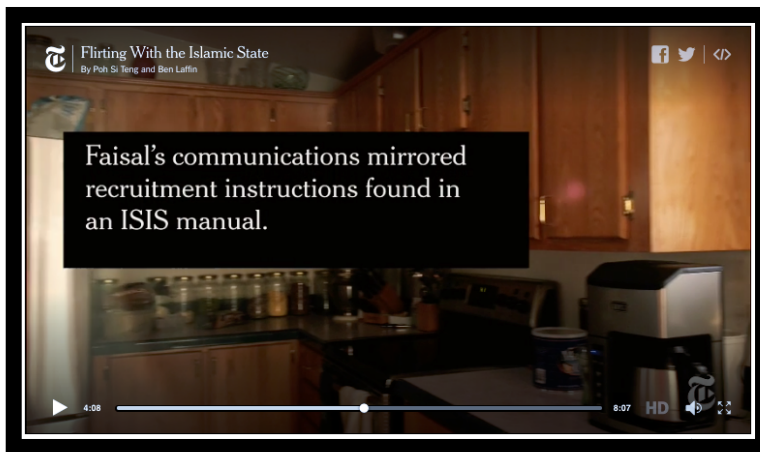 Flirting With the Islamic State
By Poh Si Teng and Ben Laffin
Faisal's communications mirrored
recruitment instructions found in
an ISIS manual.
4:08
8:07
HD